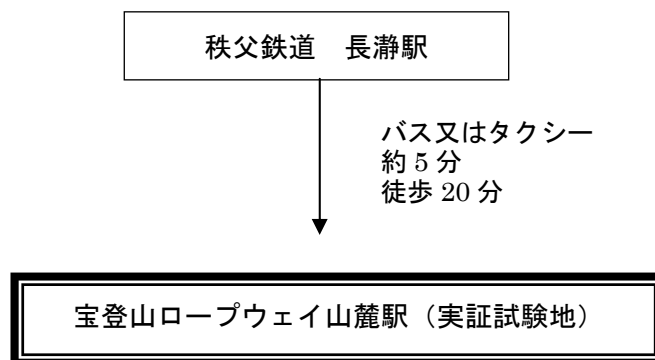 秩父鉄道　長瀞駅
バス又はタクシー
約 5 分
徒歩 20 分
宝登山ロープウェイ山麓駅（実証試験地）